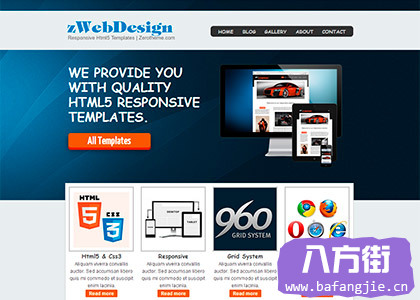 zWebDesign
Responsive Html5 Templates | Zerotheme.com
HOME BLOG GALLERY ABOUT CONTACT
WE PROVIDE YOU
WITH QUALITY
HTML5 RESPONSIVE
TEMPLATES.
All Templates
HTML
5
CSS
3
DESKTOP
TABLET
960
GRID SYSTEM
Html5 & Css3
Responsive
Grid System
Aliquam viverra convallis
auctor. Sed accumsan libero
quis mi commodo et suscipit
enim lacinia.
Read more
Aliquam viverra convallis
auctor. Sed accumsan libero
quis mi commodo et suscipit
enim lacinia.
Read more
Aliquam viverra convallis
auctor. Sed accumsan libero
quis mi commodo et suscipit
enim lacinia.
Read more
Read more
八方街
www.bafangjie.cn